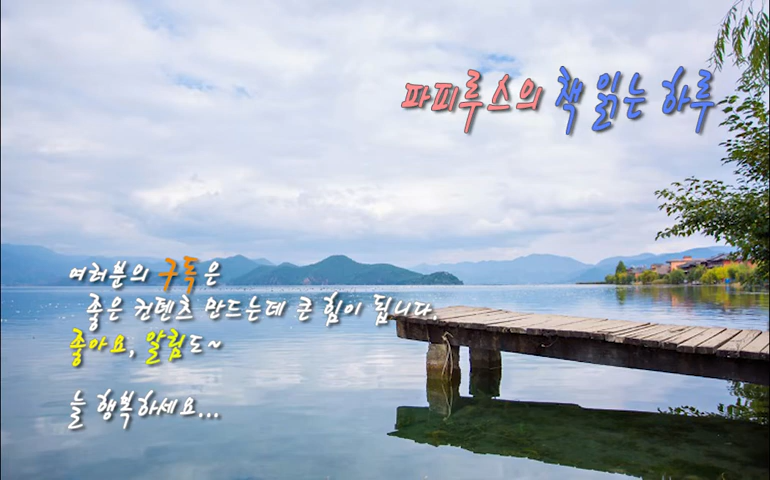 파피루스의 책 읽는 하루
여러분의 구독은
좋은 컨텐츠 만드는데 큰 힘이 됩니다.
좋아요, 알림도~
늘 행복하세요...